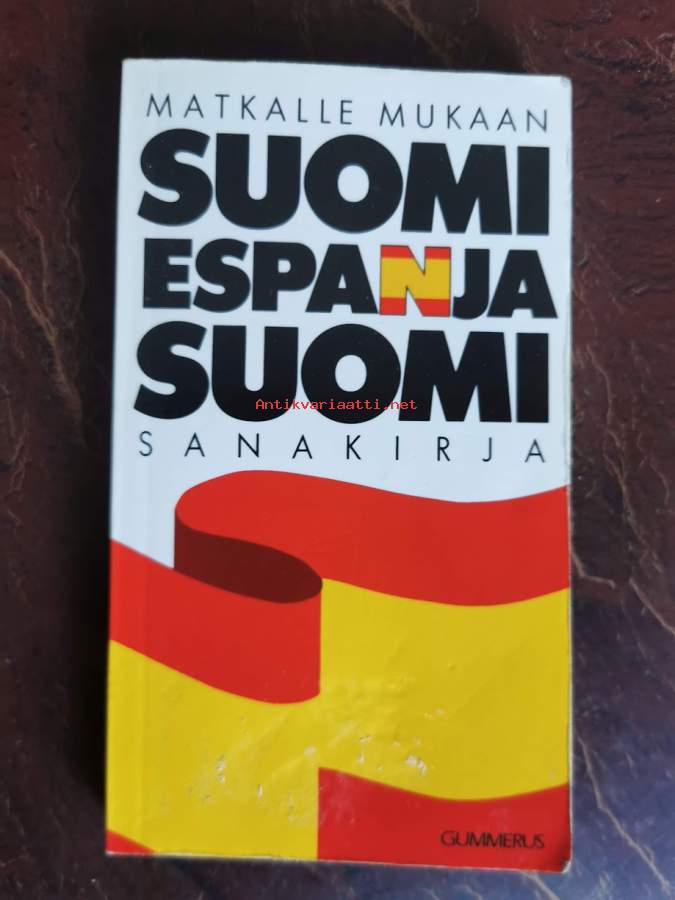 MATKALLE MUKAAN
SUOMI
ESPANJA
SUOMI
Antikvariaatti.net
SANAKIRJA
GUMMERUS